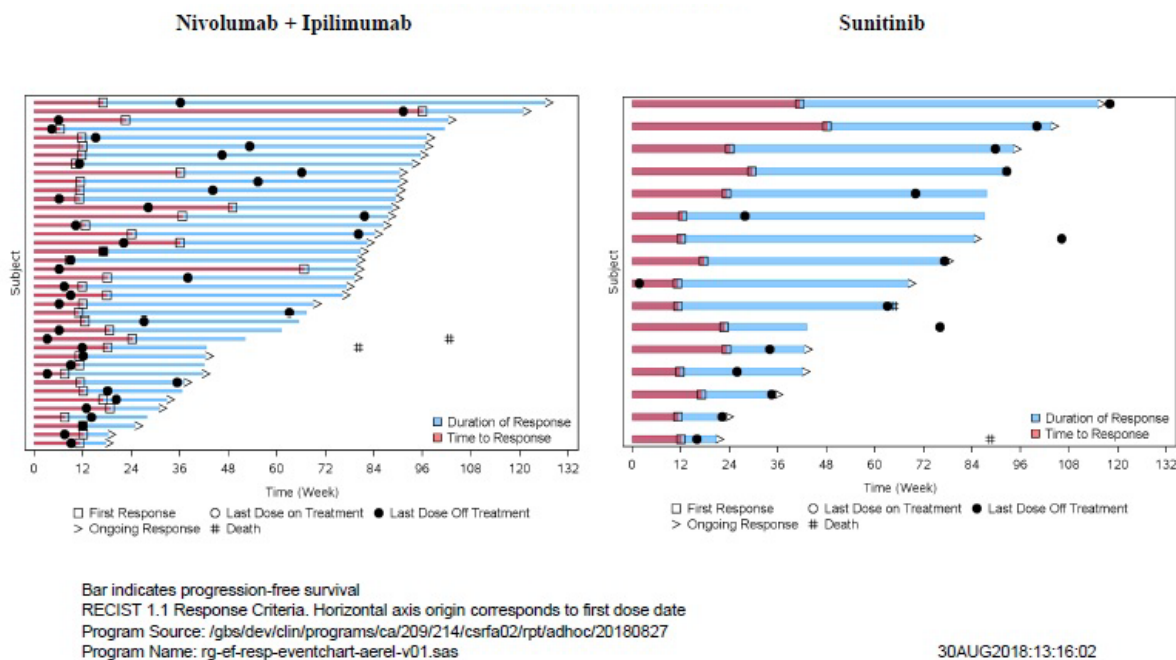 Nivolumab + Ipilimumab
Sunitinib
Subject
Duration of Response
Time to Response
0 12 24 36 48 60 72 84 96 108 120 132
Time (Week)
□ First Response ○ Last Dose on Treatment ● Last Dose Off Treatment
> Ongoing Response # Death
Subject
Duration of Response
Time to Response
0 12 24 36 48 60 72 84 96 108 120 132
Time (Week)
□ First Response ○ Last Dose on Treatment ● Last Dose Off Treatment
> Ongoing Response # Death
Bar indicates progression-free survival
RECIST 1.1 Response Criteria. Horizontal axis origin corresponds to first dose date
Program Source: /gbs/dev/clin/programs/ca/209/214/csrfa02/rpt/adhoc/20180827
Program Name: rg-ef-resp-eventchart-aerel-v01.sas
30AUG2018:13:16:02